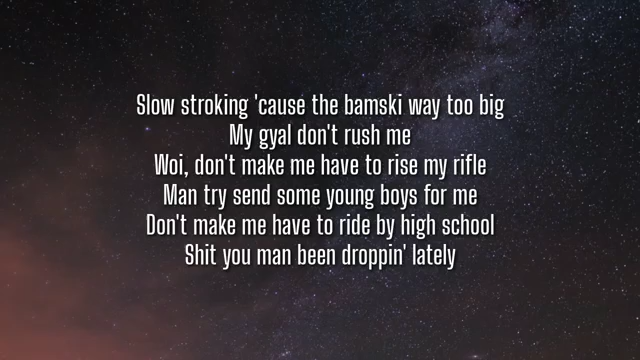 Slow stroking 'cause the bamski way too big
My gyal don't rush me
Woi, don't make me have to rise my rifle
Man try send some young boys for me
Don't make me have to ride by high school
Shit you man been droppin' lately